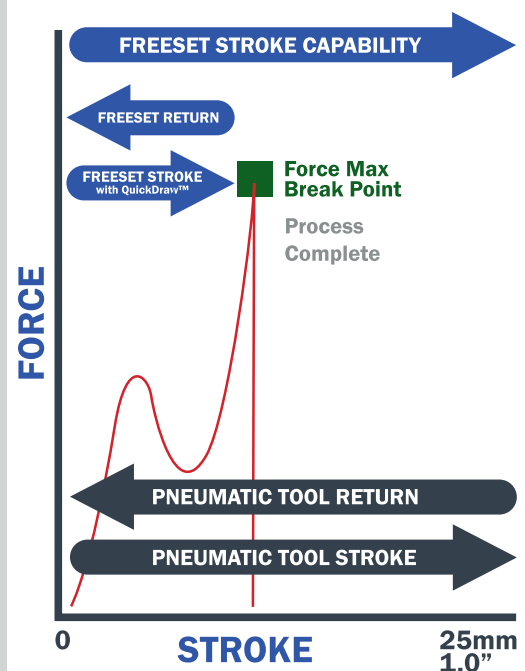 FREESET STROKE CAPABILITY
FREESET RETURN
FREESET STROKE
with QuickDraw™
Force Max
Break Point
Process
Complete
FORCE
PNEUMATIC TOOL RETURN
PNEUMATIC TOOL STROKE
0
STROKE
25mm
1.0”